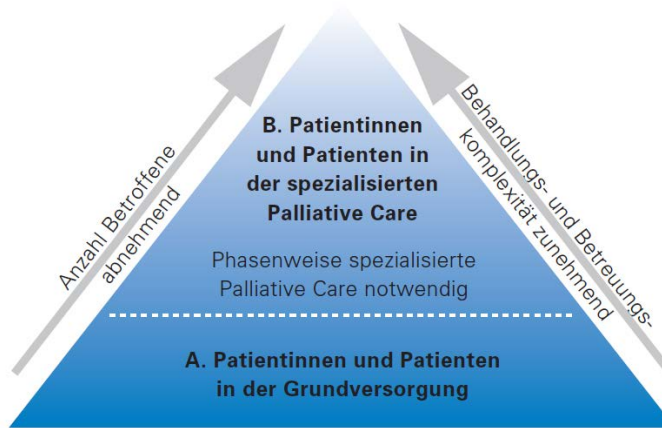 Anzahl Betroffene
abnehmend
B. Patientinnen
und Patienten in
der spezialisierten
Palliative Care
Phasenweise spezialisierte
Palliative Care notwendig
A. Patientinnen und Patienten
in der Grundversorgung
Behandlungs- und Betreuungs-
komplexität zunehmend